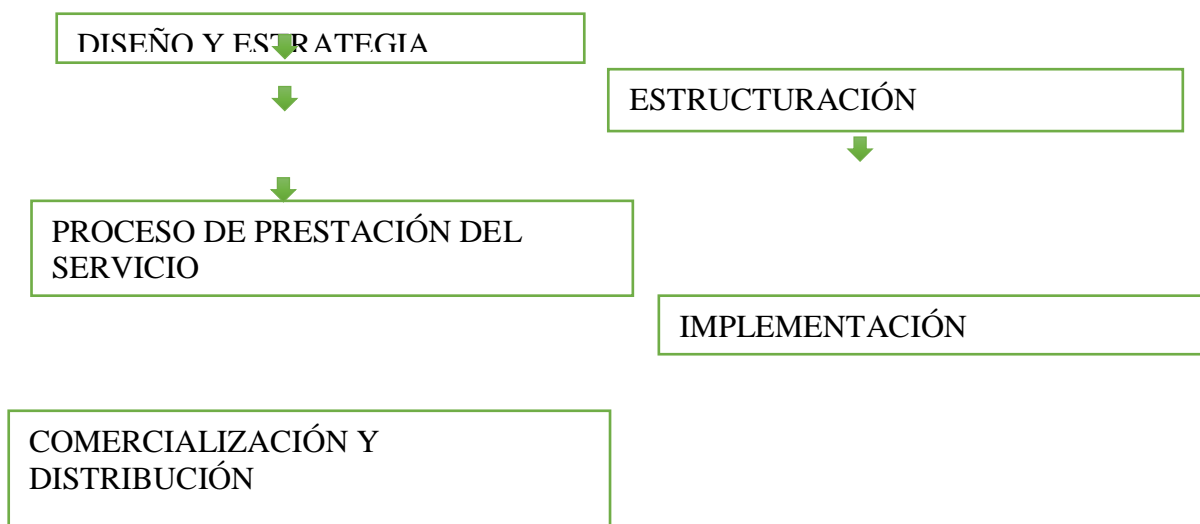 DISEÑO Y ESTRATEGIA
ESTRUCTURACIÓN
PROCESO DE PRESTACIÓN DEL
SERVICIO
IMPLEMENTACIÓN
COMERCIALIZACIÓN Y
DISTRIBUCIÓN